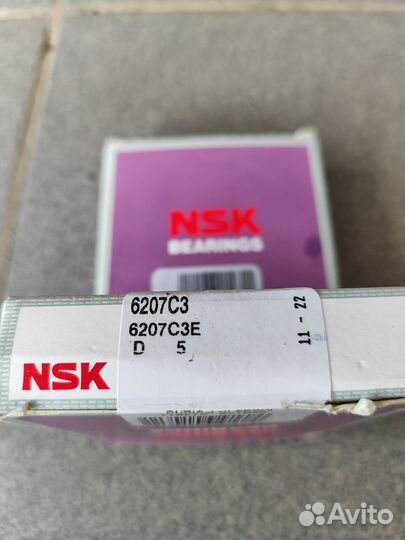 NSK
BEARINGS
6207C3
6207C3E
D 5
11-22
NSK
Avito